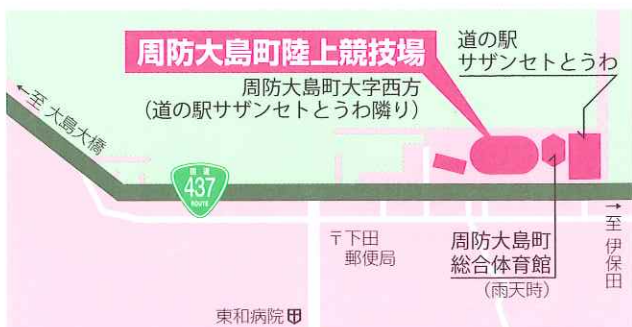 周防大島町陸上競技場
周防大島町大字西方
(道の駅サザンセトとうわ隣り)
道の駅
サザンセトとうわ
←至 大島大橋
国道
437
ROUTE
〒下田
郵便局
周防大島町
総合体育館
(雨天時)
→至 伊保田
東和病院